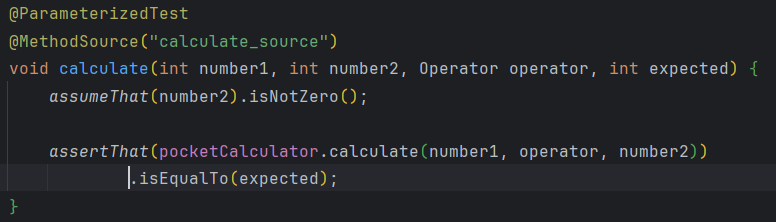 @ParameterizedTest
@MethodSource("calculate_source")
void calculate(int number1, int number2, Operator operator, int expected) {
assumeThat(number2).isNotZero();
assertThat(pocketCalculator.calculate(number1, operator, number2))
.isEqualTo(expected);
}